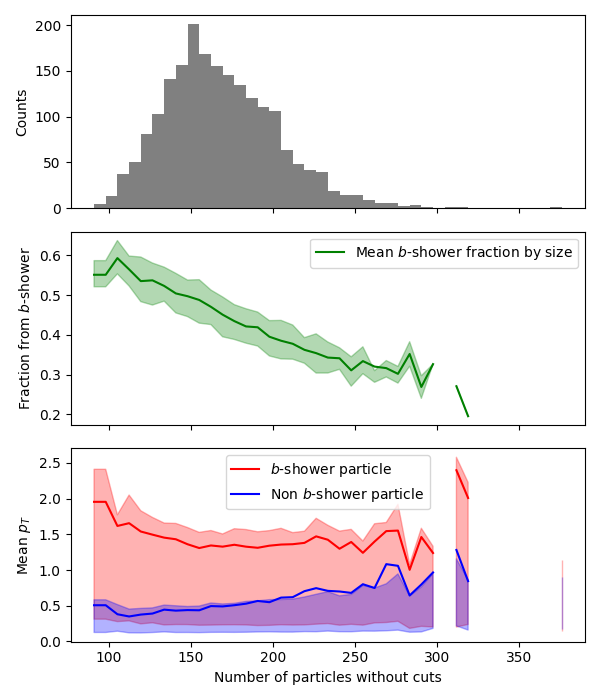 200
150
100
50
0
Counts
0.6
0.5
0.4
0.3
0.2
Fraction from b-shower
Mean b-shower fraction by size
2.5
2.0
1.5
1.0
0.5
0.0
Mean p_T
b-shower particle
Non b-shower particle
100 150 200 250 300 350
Number of particles without cuts